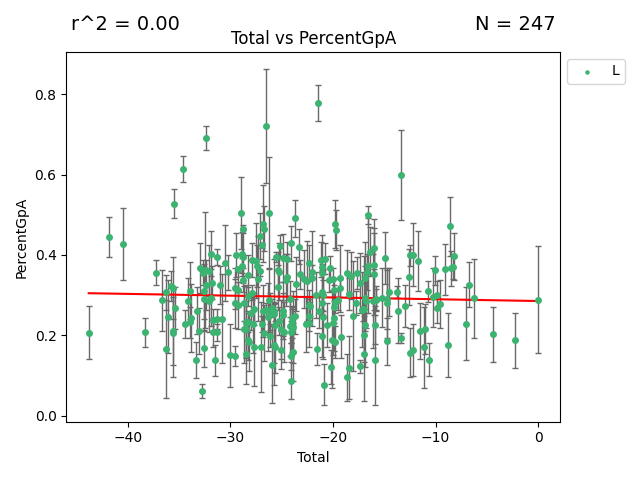 r^2 = 0.00
N = 247
Total vs PercentGpA
L
PercentGpA
0.8
0.6
0.4
0.2
0.0
−40
−30
−20
−10
0
Total